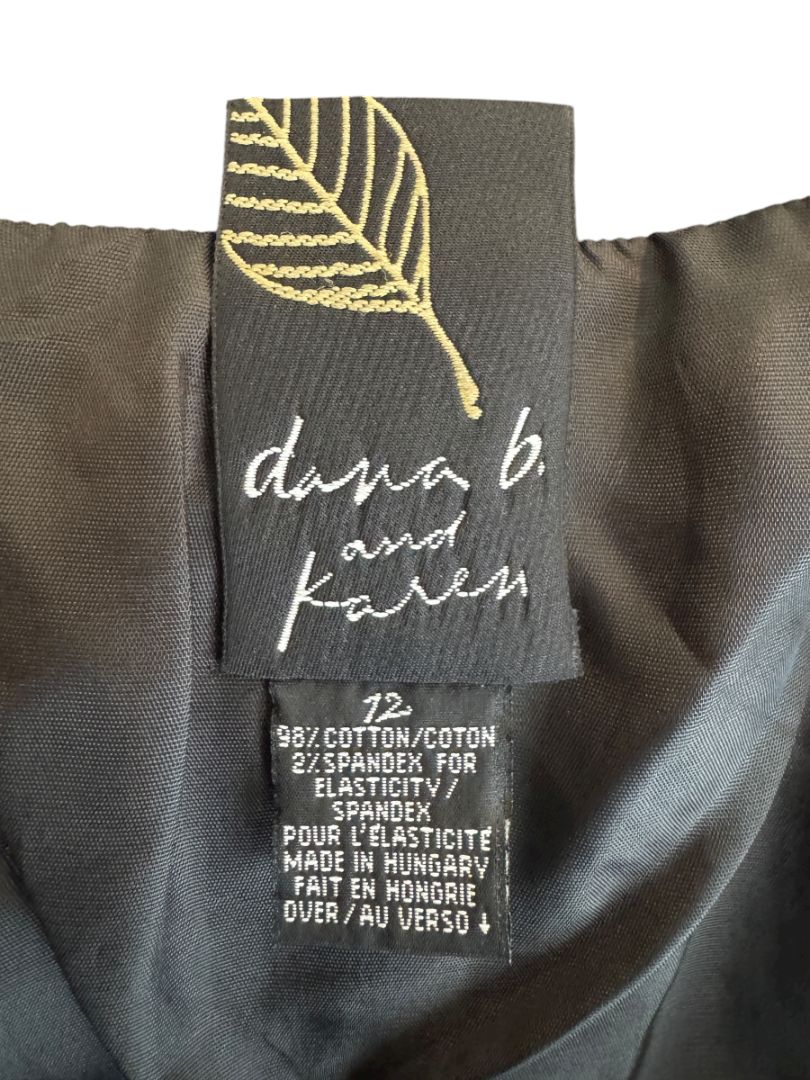 dana b.
and
karen
12
98% COTTON/COTON
2% SPANDEX FOR
ELASTICITY/
SPANDEX
POUR L'ÉLASTICITÉ
MADE IN HUNGARY
FAIT EN HONGRIE
OVER/AU VERSO ↓